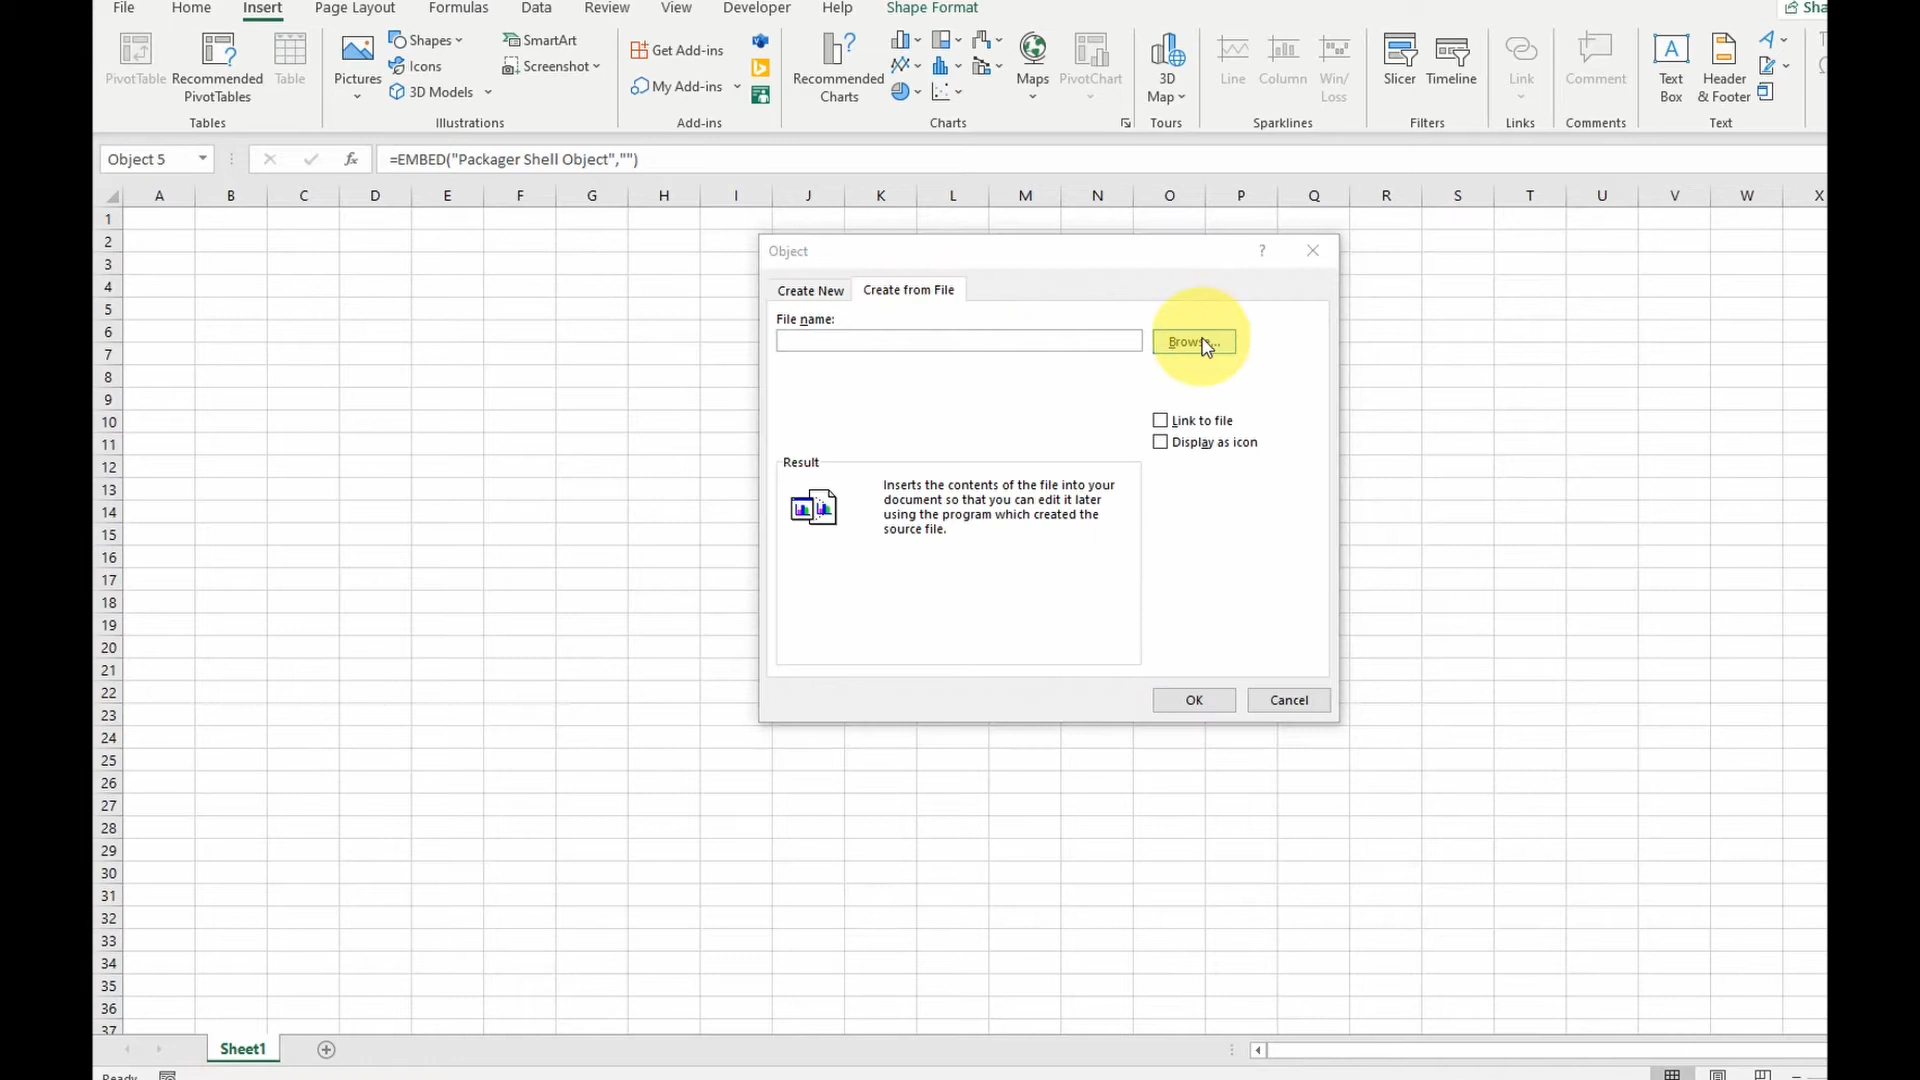 File Home Insert Page Layout Formulas Data Review View Developer Help Shape Format
PivotTable
Recommended
PivotTables
Table
Tables
Pictures
Shapes
Icons
3D Models
SmartArt
Screenshot
Illustrations
Get Add-ins
My Add-ins
Add-ins
Recommended
Charts
Maps
PivotChart
Charts
3D
Map
Tours
Line
Column
Win/
Loss
Sparklines
Slicer
Timeline
Filters
Link
Links
Comment
Comments
Text
Box
Header
& Footer
Text
Object 5
fx
=EMBED("Packager Shell Object","")
A B C D E F G H I J K L M N O P Q R S T U V W X
1
2
3
4
5
6
7
8
9
10
11
12
13
14
15
16
17
18
19
20
21
22
23
24
25
26
27
28
29
30
31
32
33
34
35
36
37
Object
?
Create New
Create from File
File name:
Browse...
Link to file
Display as icon
Result
Inserts the contents of the file into your
document so that you can edit it later
using the program which created the
source file.
OK
Cancel
Sheet1
Ready